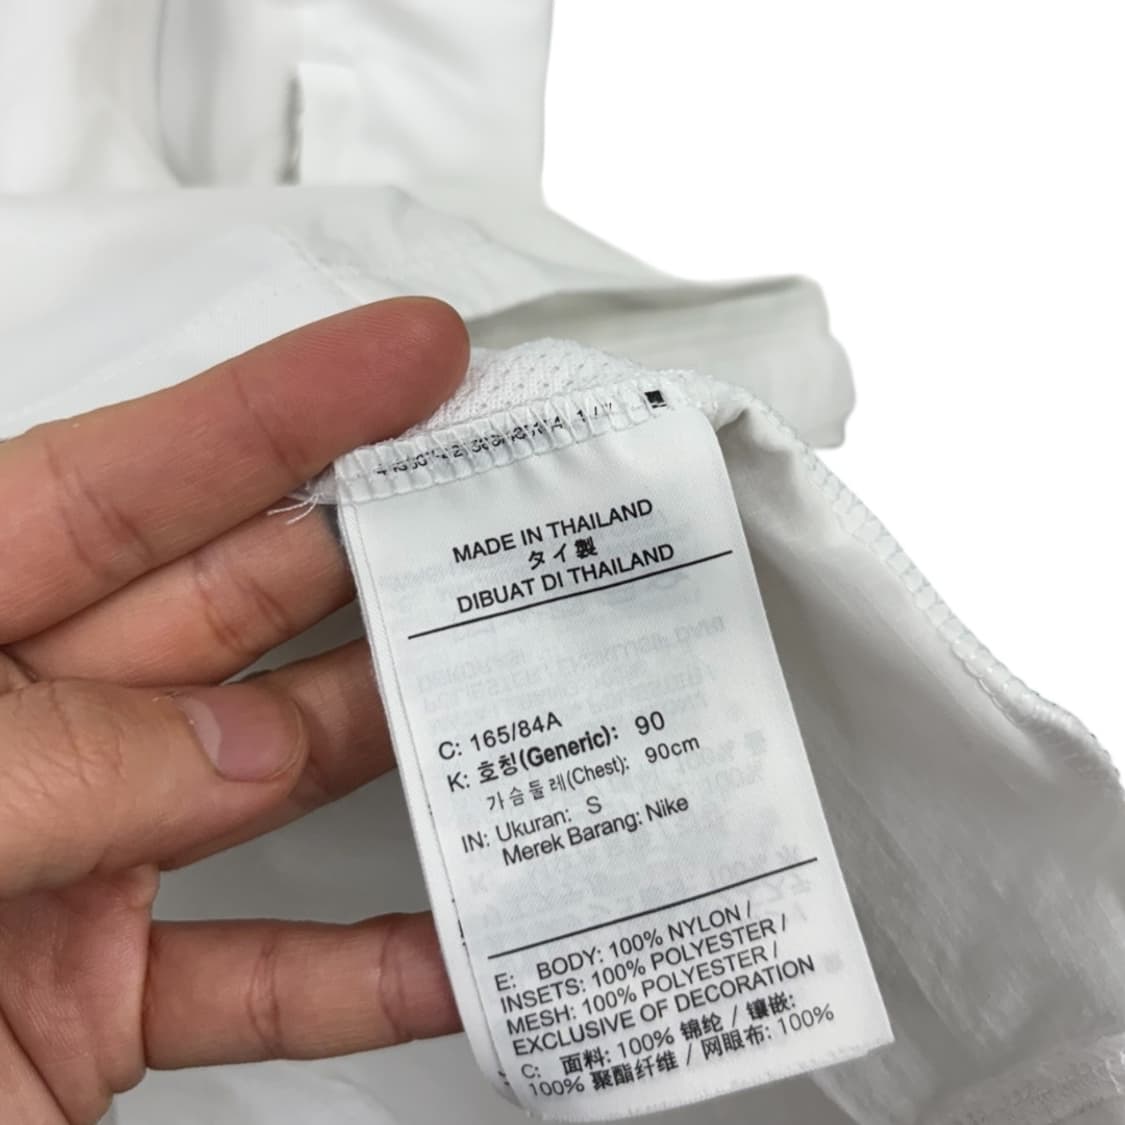 MADE IN THAILAND
タイ製
DIBUAT DI THAILAND
C: 165/84A
K: 호칭(Generic): 90
가슴둘레(Chest): 90cm
IN: Ukuran: S
Merek Barang: Nike
E: BODY: 100% NYLON /
INSETS: 100% POLYESTER /
MESH: 100% POLYESTER /
EXCLUSIVE OF DECORATION
C: 面料: 100% 锦纶 / 镶嵌:
100% 聚酯纤维 / 网眼布: 100%